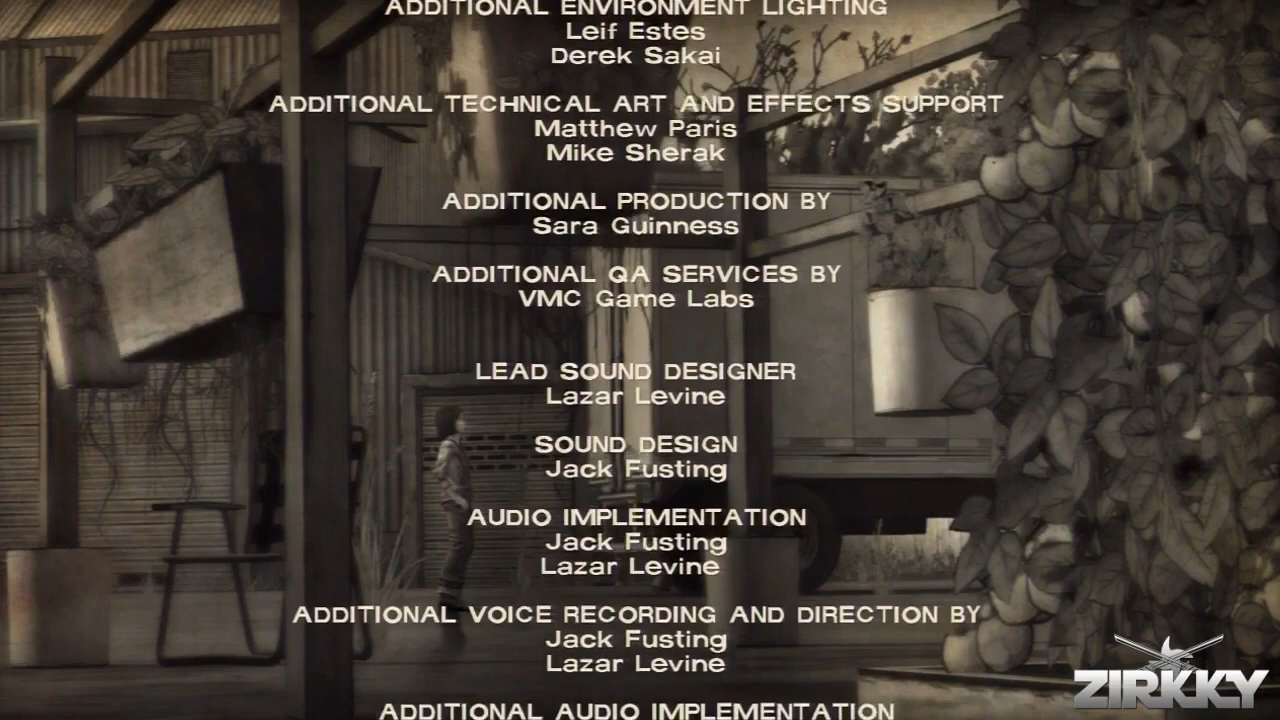 ADDITIONAL ENVIRONMENT LIGHTING
Leif Estes
Derek Sakai
ADDITIONAL TECHNICAL ART AND EFFECTS SUPPORT
Matthew Paris
Mike Sherak
ADDITIONAL PRODUCTION BY
Sara Guinness
ADDITIONAL QA SERVICES BY
VMC Game Labs
LEAD SOUND DESIGNER
Lazar Levine
SOUND DESIGN
Jack Fusting
AUDIO IMPLEMENTATION
Jack Fusting
Lazar Levine
ADDITIONAL VOICE RECORDING AND DIRECTION BY
Jack Fusting
Lazar Levine
ZIRKKY
ADDITIONAL AUDIO IMPLEMENTATION